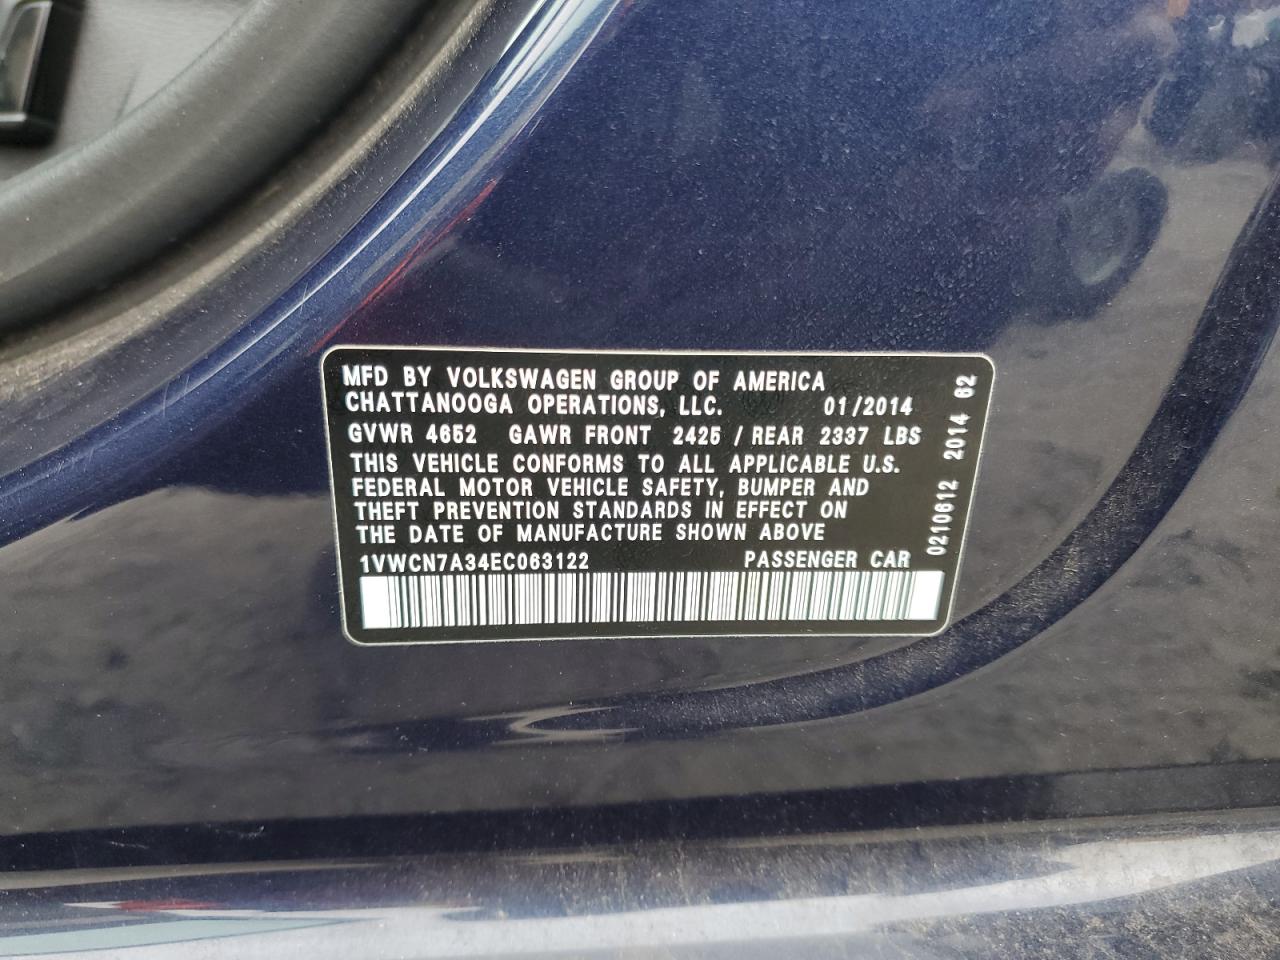 MFD BY VOLKSWAGEN GROUP OF AMERICA
CHATTANOOGA OPERATIONS, LLC. 01/2014
GVWR 4652 GAWR FRONT 2425 / REAR 2337 LBS
THIS VEHICLE CONFORMS TO ALL APPLICABLE U.S.
FEDERAL MOTOR VEHICLE SAFETY, BUMPER AND
THEFT PREVENTION STANDARDS IN EFFECT ON
THE DATE OF MANUFACTURE SHOWN ABOVE
1VWCN7A34EC063122 PASSENGER CAR
0210612 2014 62